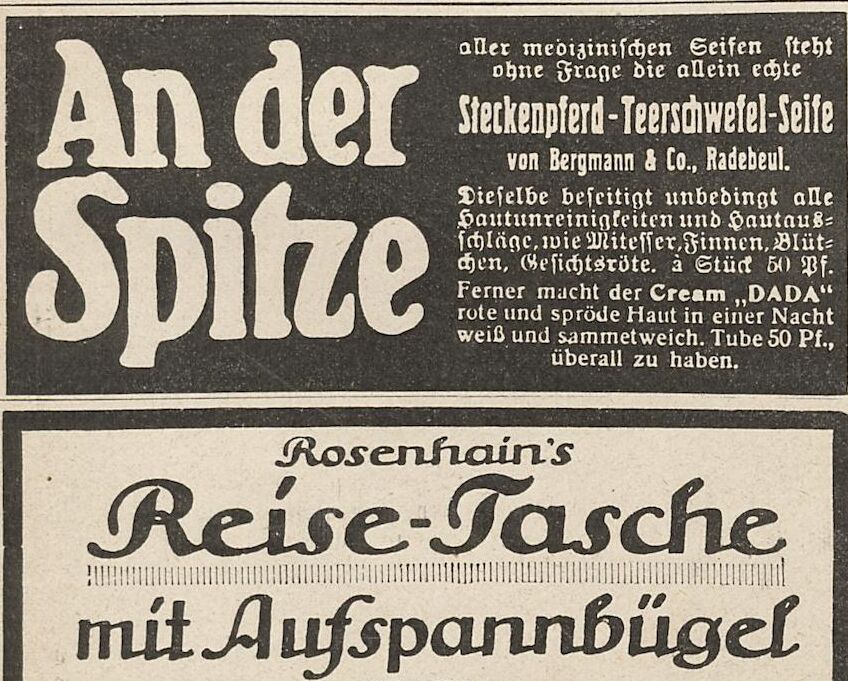 An der
Spitze
aller medizinischen Seifen steht
ohne Frage die allein echte
Steckenpferd-Teerschwefel-Seife
von Bergmann & Co., Radebeul.
Dieselbe beseitigt unbedingt alle
Hautunreinigkeiten und Hautaus-
schläge, wie Mitesser, Finnen, Blüt-
chen, Gesichtsröte. à Stück 50 Pf.
Ferner macht der Cream „DADA“
rote und spröde Haut in einer Nacht
weiß und sammetweich. Tube 50 Pf.,
überall zu haben.
Rosenhain's
Reise-Tasche
mit Aufspannbügel